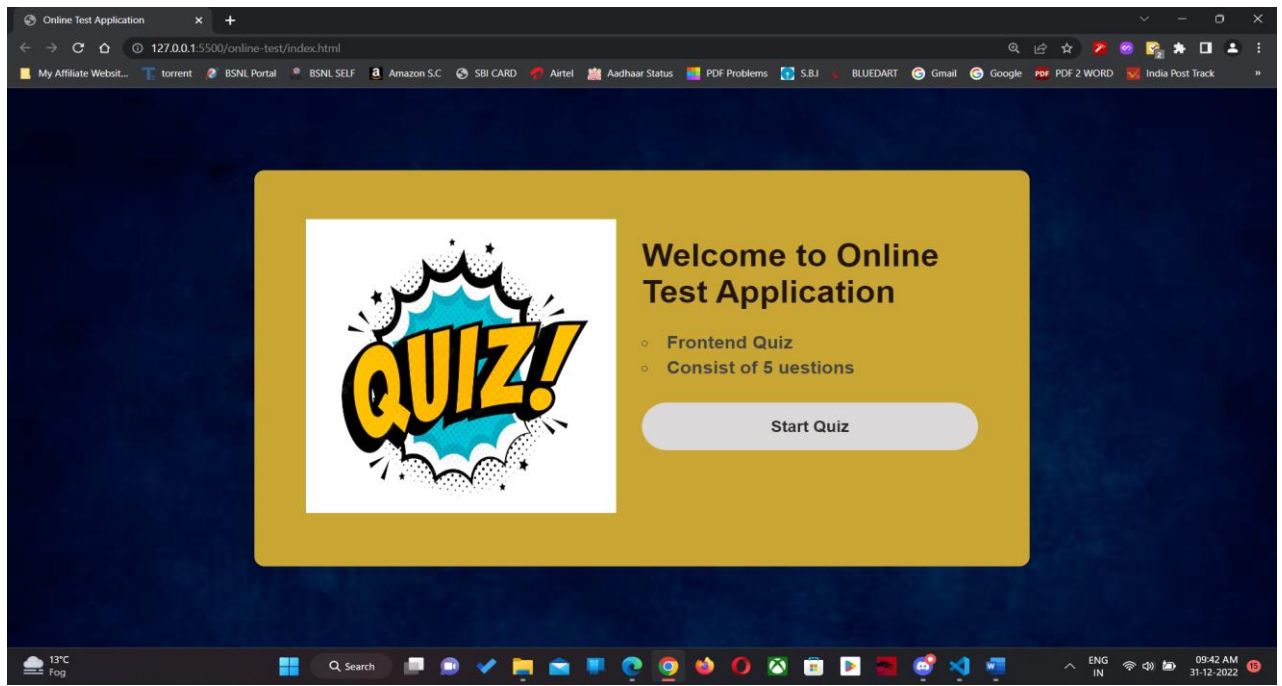 Online Test Application
127.0.0.1:5500/online-test/index.html
My Affiliate Websit... torrent BSNL Portal BSNL SELF Amazon S.C SBI CARD Airtel Aadhaar Status PDF Problems S.B.I BLUEDART Gmail Google PDF PDF 2 WORD India Post Track »
QUIZ!
Welcome to Online
Test Application
Frontend Quiz
Consist of 5 uestions
Start Quiz
13°C
Fog
Search
ENG
IN
09:42 AM
31-12-2022
15